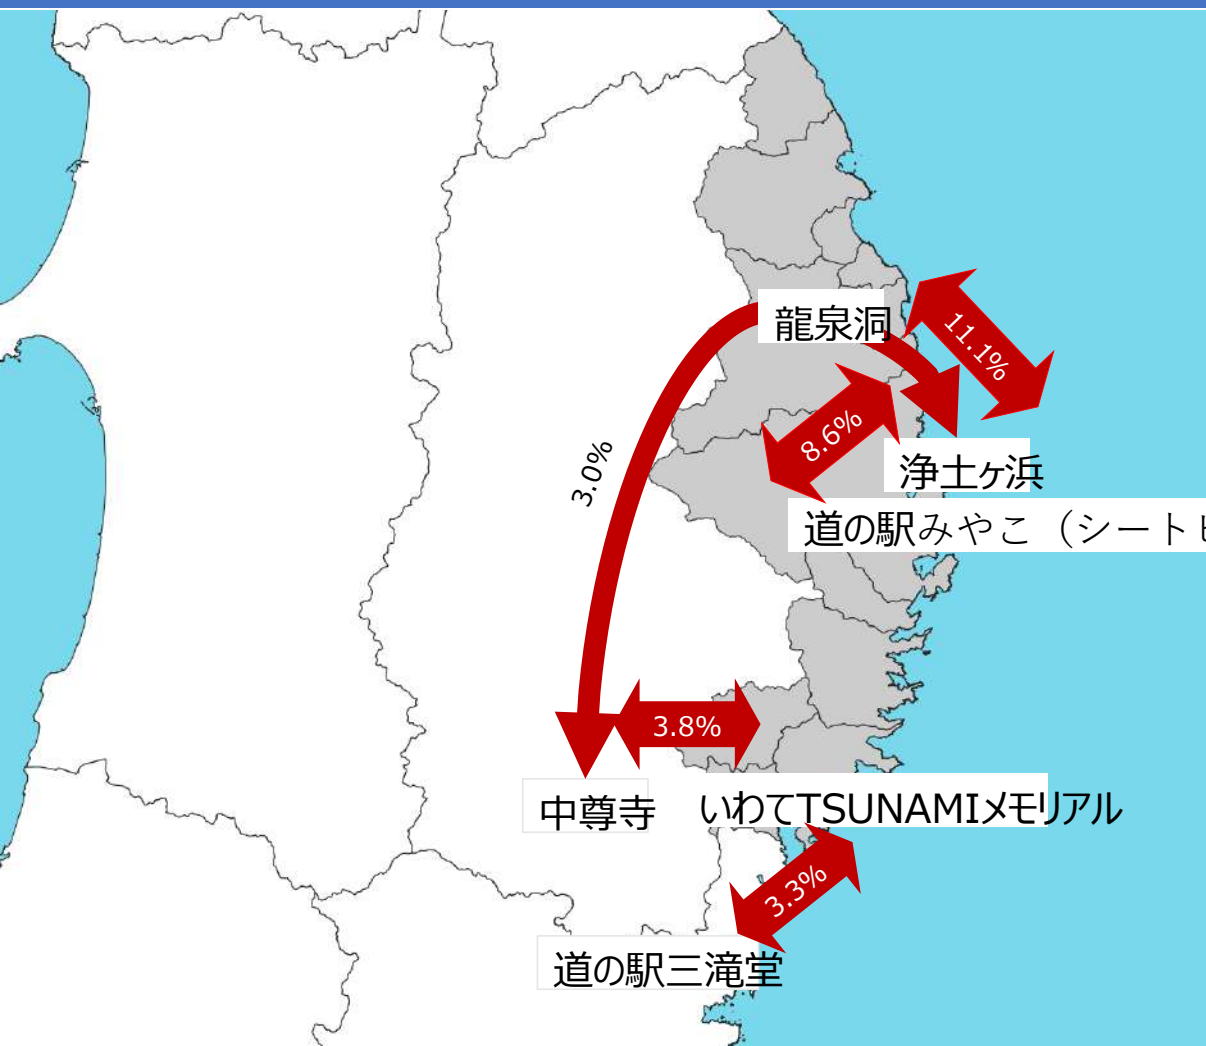 龍泉洞
11.1%
8.6%
3.0%
浄土ヶ浜
道の駅みやこ（シートピ
3.8%
中尊寺
いわてTSUNAMIメモリアル
3.3%
道の駅三滝堂